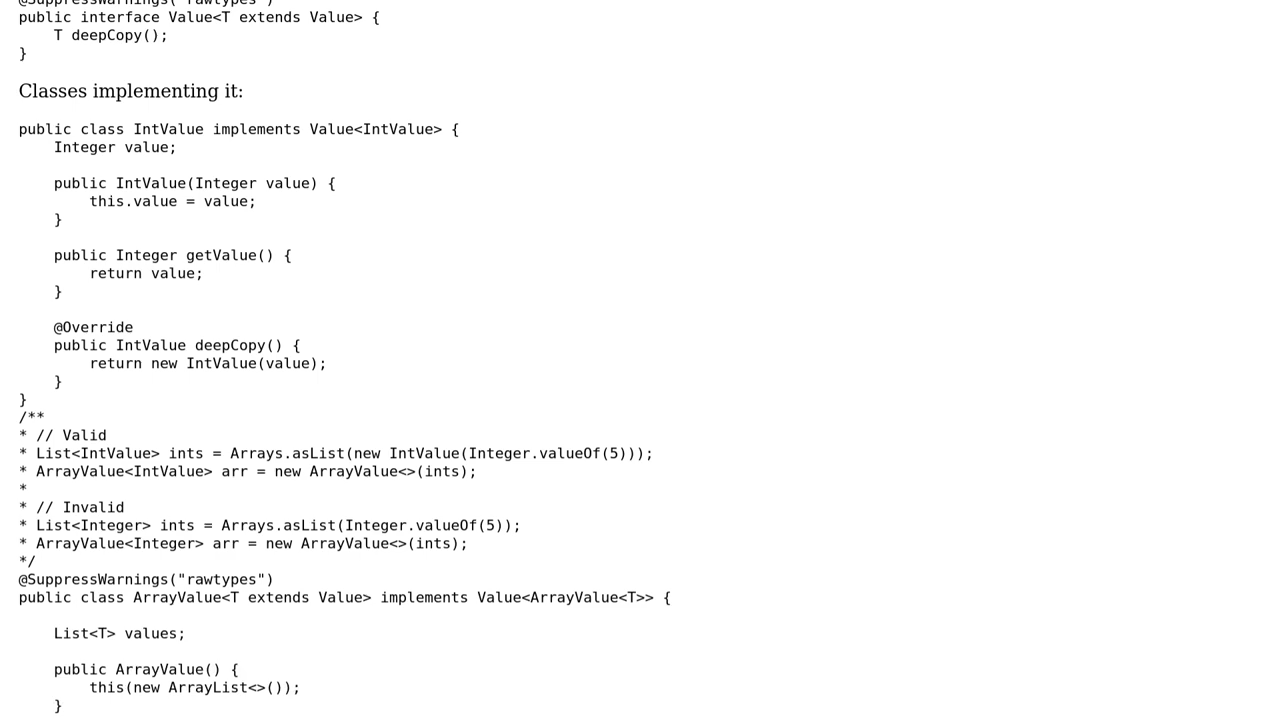 @SuppressWarnings("rawtypes")
public interface Value<T extends Value> {
    T deepCopy();
}
Classes implementing it:
public class IntValue implements Value<IntValue> {
    Integer value;
    public IntValue(Integer value) {
        this.value = value;
    }
    public Integer getValue() {
        return value;
    }
    @Override
    public IntValue deepCopy() {
        return new IntValue(value);
    }
}
/**
* // Valid
* List<IntValue> ints = Arrays.asList(new IntValue(Integer.valueOf(5)));
* ArrayValue<IntValue> arr = new ArrayValue<>(ints);
*
* // Invalid
* List<Integer> ints = Arrays.asList(Integer.valueOf(5));
* ArrayValue<Integer> arr = new ArrayValue<>(ints);
*/
@SuppressWarnings("rawtypes")
public class ArrayValue<T extends Value> implements Value<ArrayValue<T>> {
    List<T> values;
    public ArrayValue() {
        this(new ArrayList<>());
    }